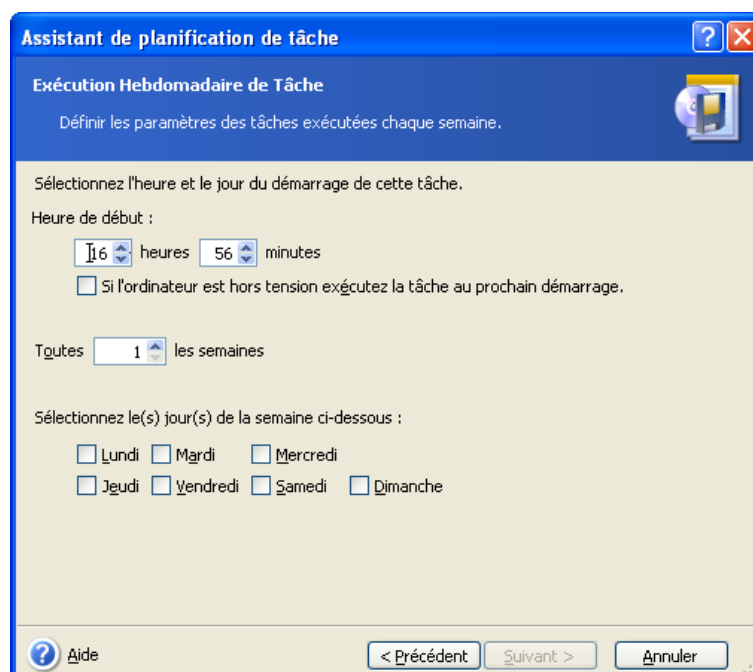 Assistant de planification de tâche
Exécution Hebdomadaire de Tâche
Définir les paramètres des tâches exécutées chaque semaine.
Sélectionnez l'heure et le jour du démarrage de cette tâche.
Heure de début :
16 heures 56 minutes
Si l'ordinateur est hors tension exécutez la tâche au prochain démarrage.
Toutes 1 les semaines
Sélectionnez le(s) jour(s) de la semaine ci-dessous :
Lundi Mardi Mercredi
Jeudi Vendredi Samedi Dimanche
Aide < Précédent Suivant > Annuler